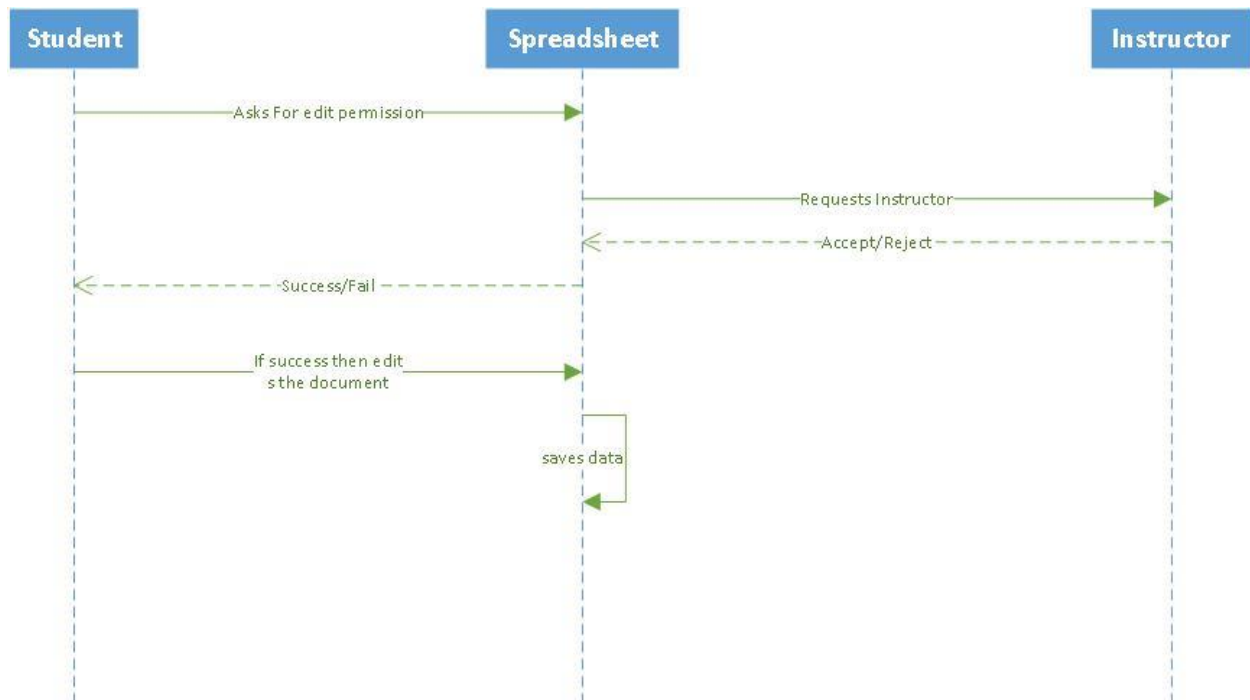 Student
Spreadsheet
Instructor
Asks For edit permission
Requests Instructor
Accept/Reject
Success/Fail
If success then edit
s the document
saves data